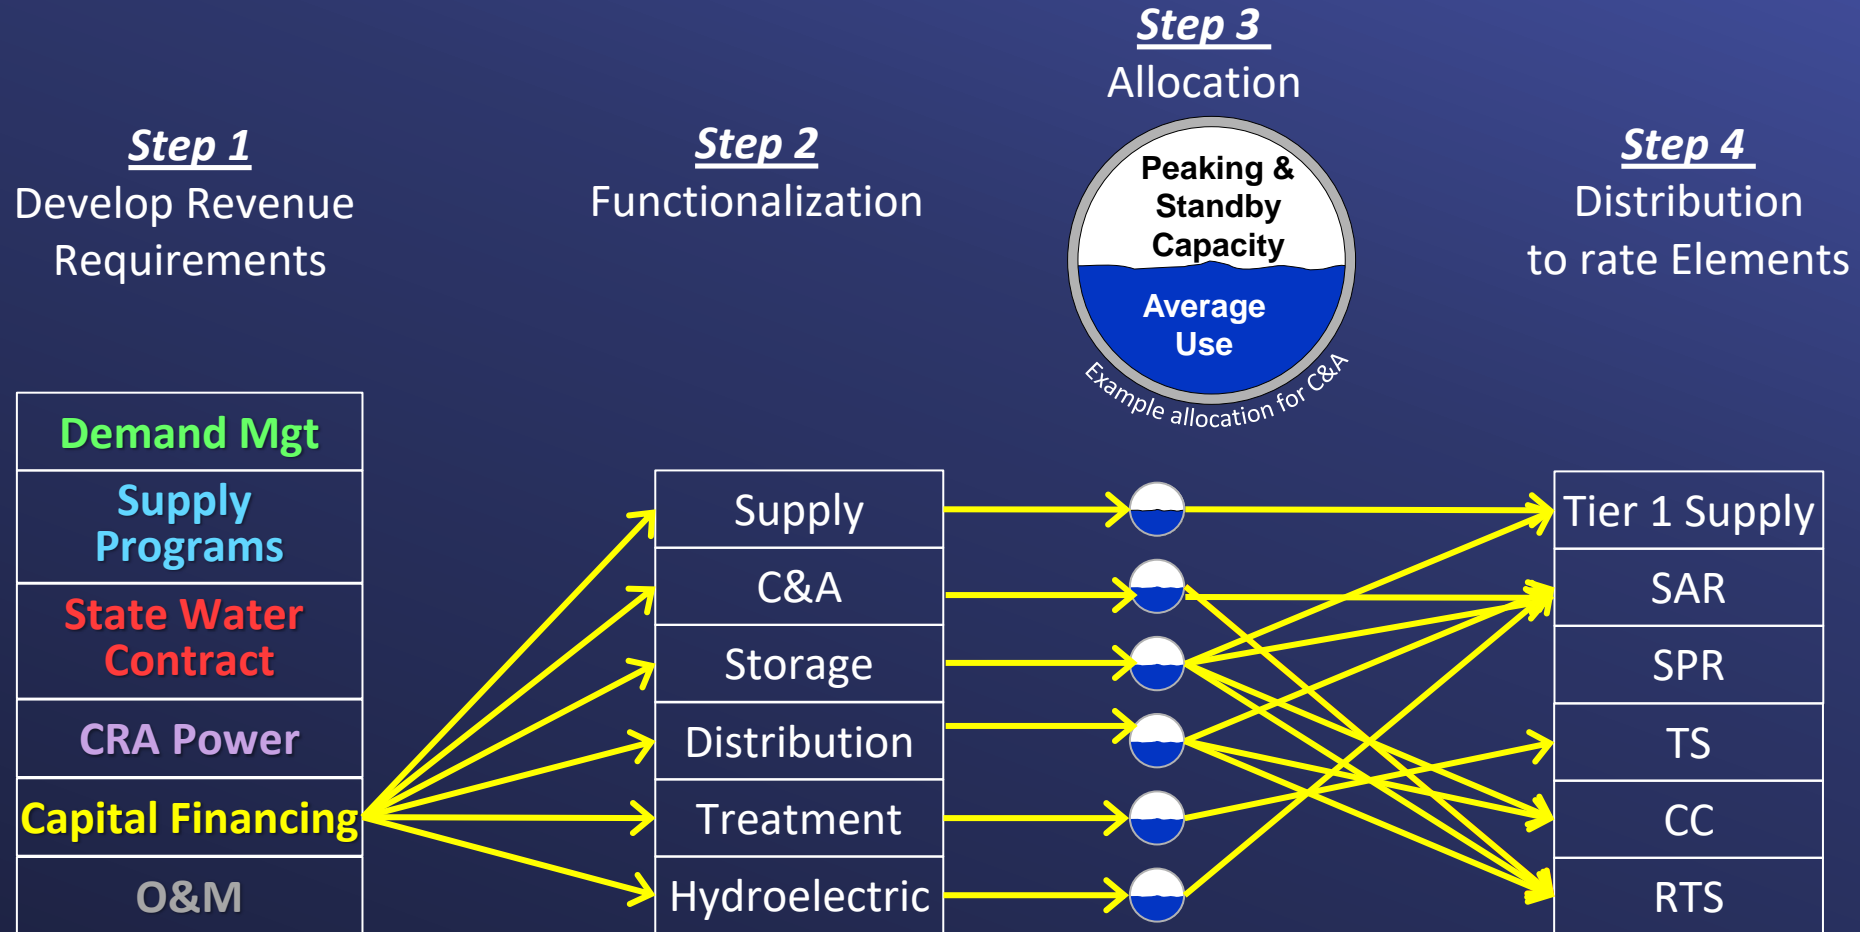 Step 1
Develop Revenue
Requirements
Step 2
Functionalization
Step 3
Allocation
Peaking &
Standby
Capacity
Average
Use
Example allocation for C&A
Step 4
Distribution
to rate Elements
Demand Mgt
Supply
Programs
State Water
Contract
CRA Power
Capital Financing
O&M
Supply
C&A
Storage
Distribution
Treatment
Hydroelectric
Tier 1 Supply
SAR
SPR
TS
CC
RTS